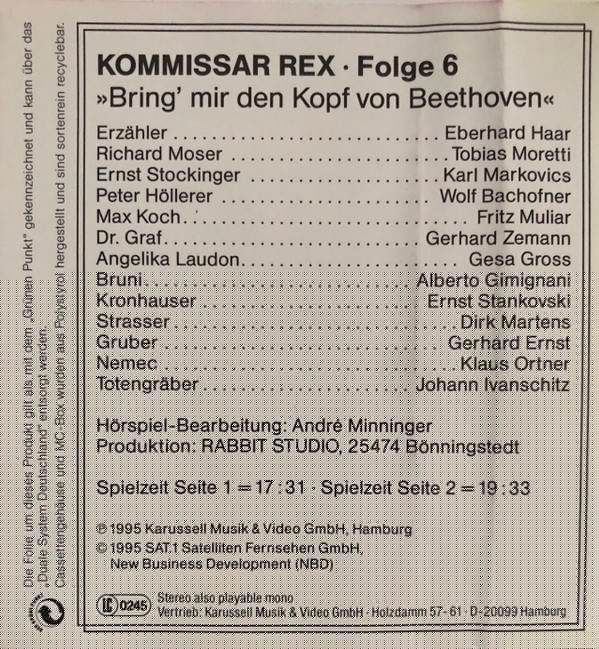 KOMMISSAR REX · Folge 6
»Bring' mir den Kopf von Beethoven«
Erzähler .......................... Eberhard Haar
Richard Moser .......................... Tobias Moretti
Ernst Stockinger .......................... Karl Markovics
Peter Höllerer .......................... Wolf Bachofner
Max Koch .......................... Fritz Muliar
Dr. Graf .......................... Gerhard Zemann
Angelika Laudon .......................... Gesa Gross
Bruni .......................... Alberto Gimignani
Kronhauser .......................... Ernst Stankovski
Strasser .......................... Dirk Martens
Gruber .......................... Gerhard Ernst
Nemec .......................... Klaus Ortner
Totengräber .......................... Johann Ivanschitz
Hörspiel-Bearbeitung: André Minninger
Produktion: RABBIT STUDIO, 25474 Bönningstedt
Spielzeit Seite 1 = 17:31 · Spielzeit Seite 2 = 19:33
℗ 1995 Karussell Musik & Video GmbH, Hamburg
© 1995 SAT.1 Satelliten Fernsehen GmbH,
New Business Development (NBD)
LC 0245
Stereo also playable mono
Vertrieb: Karussell Musik & Video GmbH · Holzdamm 57-61 · D-20099 Hamburg
Die Folie um dieses Produkt gilt als mit dem „Grünen Punkt" gekennzeichnet und kann über das
„Duale System Deutschland" entsorgt werden.
Cassettengehäuse und MC-Box wurden aus Polystyrol hergestellt und sind sortenrein recyclebar.